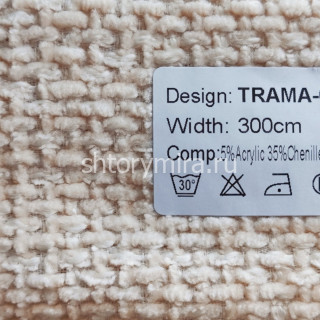 Design: TRAMA-
Width: 300cm
Comp:5%Acrylic 35%Chenille
shtorymira.ru
30°